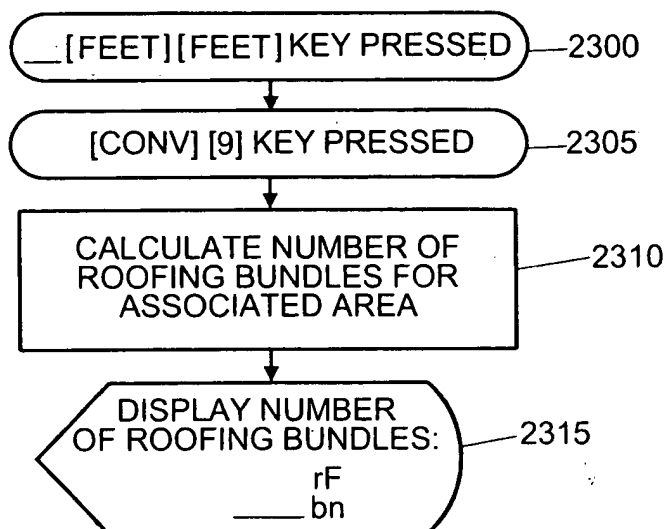 __[FEET][FEET] KEY PRESSED
2300
[CONV] [9] KEY PRESSED
2305
CALCULATE NUMBER OF
ROOFING BUNDLES FOR
ASSOCIATED AREA
2310
DISPLAY NUMBER
OF ROOFING BUNDLES:
2315
rF
____ bn